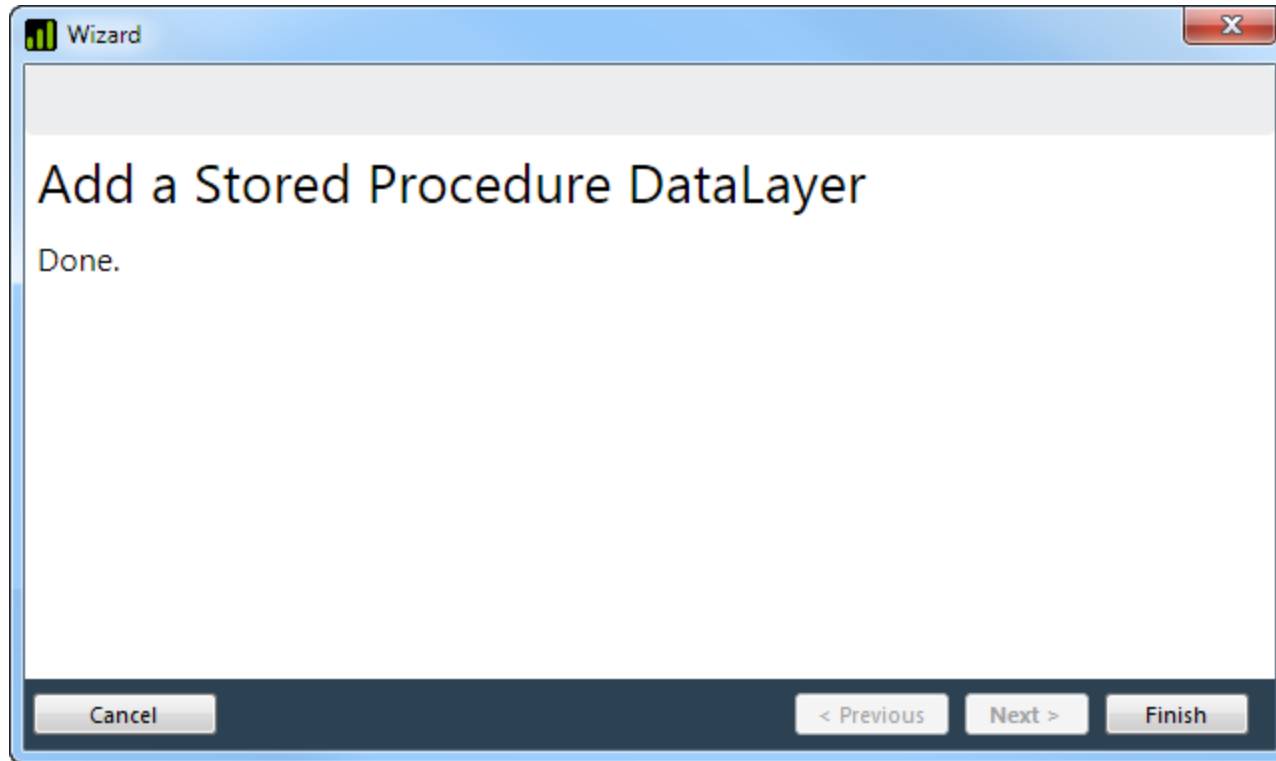 Wizard
Add a Stored Procedure DataLayer
Done.
Cancel
< Previous
Next >
Finish